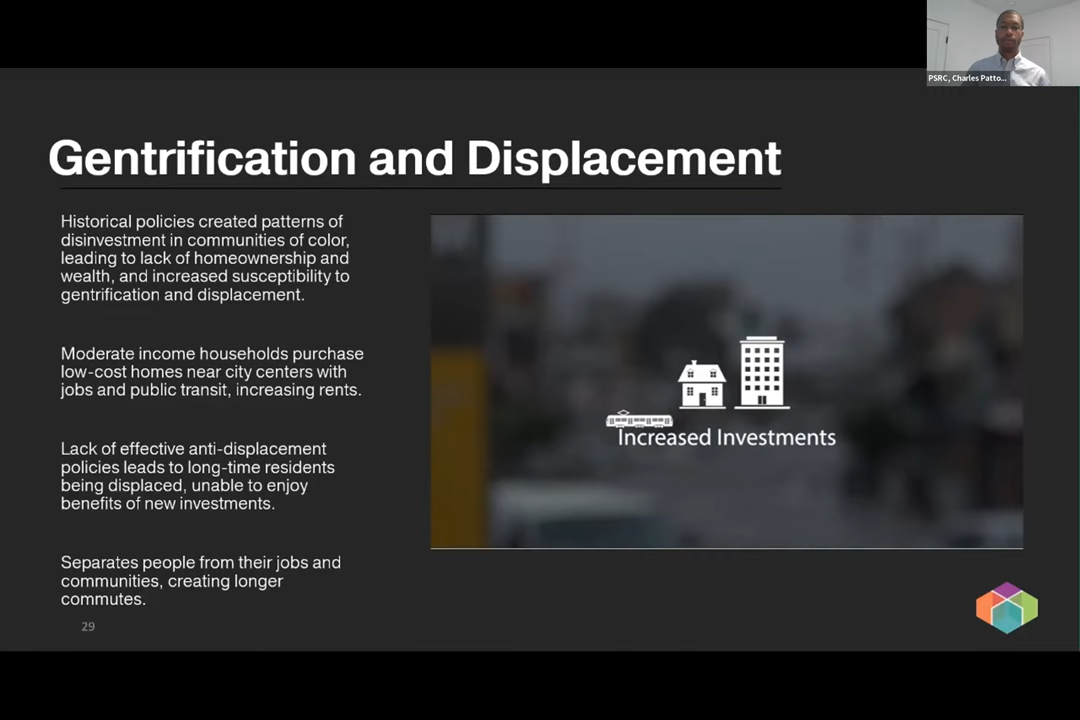 PSRC, Charles Patto...
Gentrification and Displacement
Historical policies created patterns of
disinvestment in communities of color,
leading to lack of homeownership and
wealth, and increased susceptibility to
gentrification and displacement.
Moderate income households purchase
low-cost homes near city centers with
jobs and public transit, increasing rents.
Lack of effective anti-displacement
policies leads to long-time residents
being displaced, unable to enjoy
benefits of new investments.
Separates people from their jobs and
communities, creating longer
commutes.
29
Increased Investments